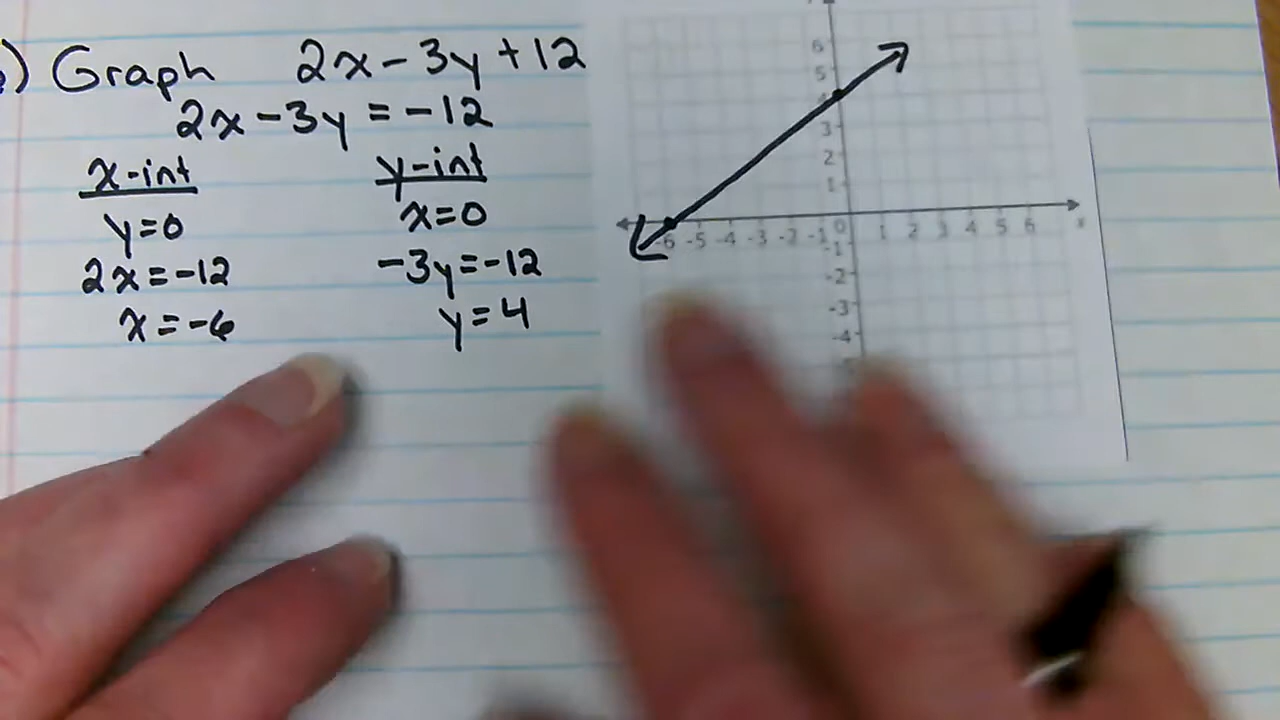 ) Graph 2x - 3y + 12
2x - 3y = -12
x-int
y = 0
2x = -12
x = -6
y-int
x = 0
-3y = -12
y = 4
6
5
3
2
1
-6 -5 -4 -3 -2 -1 0 1 2 3 4 5 6 x
-1
-2
-3
-4